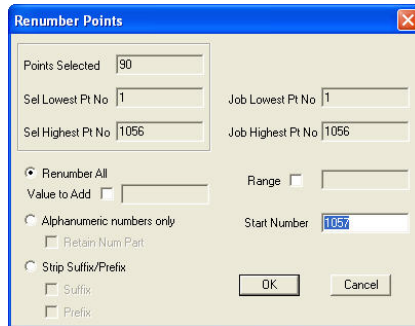 Renumber Points
Points Selected 90
Sel Lowest Pt No 1 Job Lowest Pt No 1
Sel Highest Pt No 1056 Job Highest Pt No 1056
Renumber All Range
Value to Add
Alphanumeric numbers only Start Number 1057
Retain Num Part
Strip Suffix/Prefix
Suffix OK Cancel
Prefix